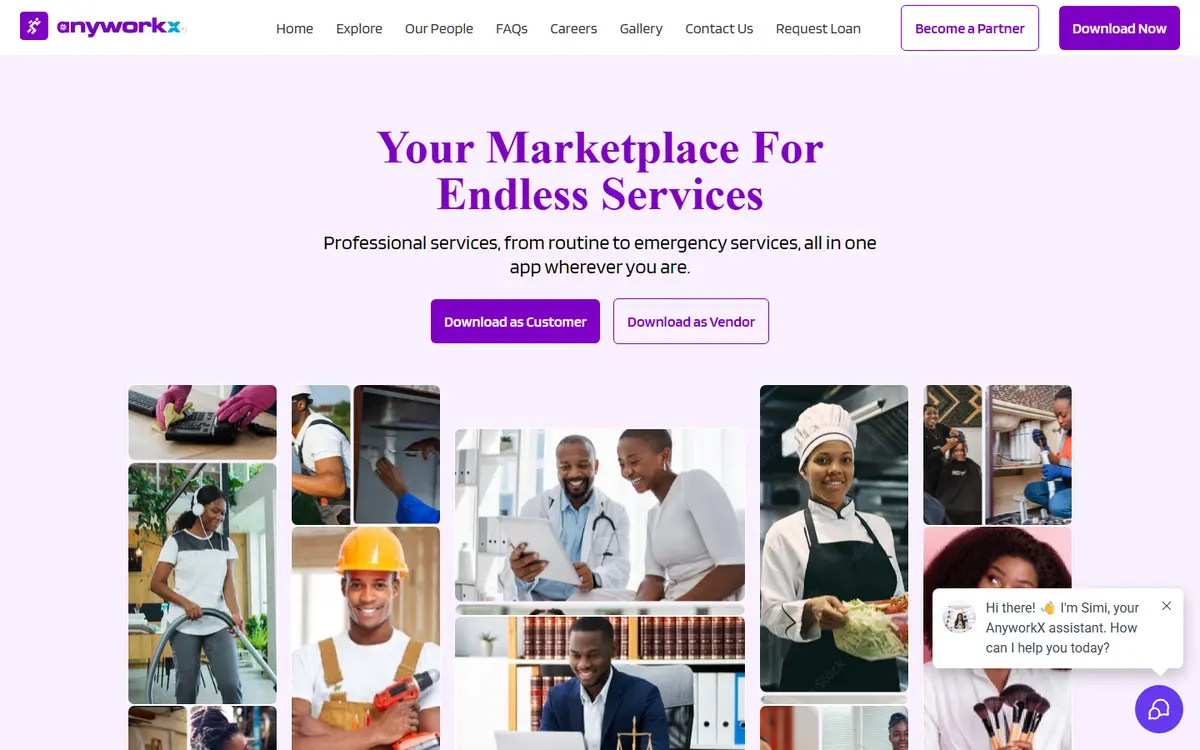 anyworkx
Home
Explore
Our People
FAQs
Careers
Gallery
Contact Us
Request Loan
Become a Partner
Download Now
Your Marketplace For
Endless Services
Professional services, from routine to emergency services, all in one
app wherever you are.
Download as Customer
Download as Vendor
Hi there! 👋 I'm Simi, your
AnyworkX assistant. How
can I help you today?